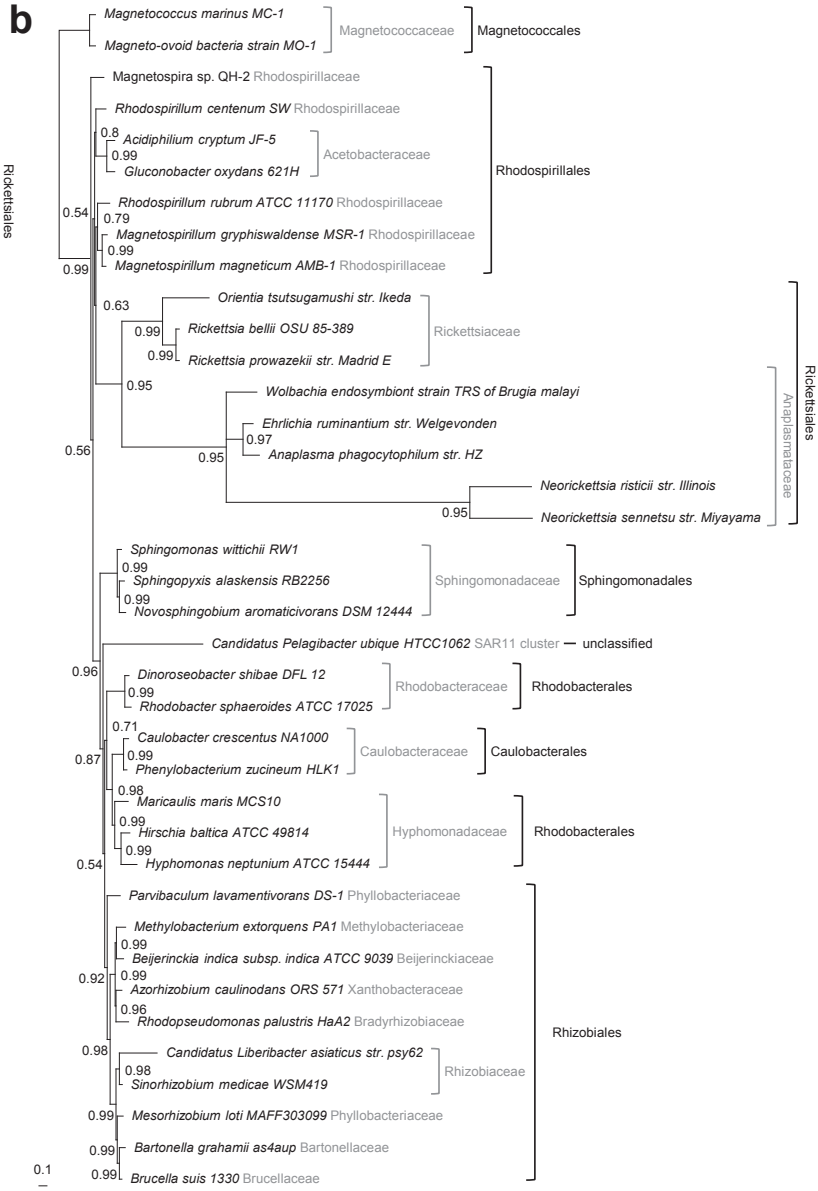 b
Magnetococcus marinus MC-1
Magneto-ovoid bacteria strain MO-1
Magnetococcaceae
Magnetococcales
Magnetospira sp. QH-2 Rhodospirillaceae
Rhodospirillum centenum SW Rhodospirillaceae
0.8
Acidiphilium cryptum JF-5
0.99
Gluconobacter oxydans 621H
Acetobacteraceae
Rhodospirillales
Rickettsiales
Rhodospirillum rubrum ATCC 11170 Rhodospirillaceae
0.54
0.79
Magnetospirillum gryphiswaldense MSR-1 Rhodospirillaceae
0.99
Magnetospirillum magneticum AMB-1 Rhodospirillaceae
0.99
Orientia tsutsugamushi str. Ikeda
0.63
0.99
Rickettsia bellii OSU 85-389
Rickettsiaceae
0.99
Rickettsia prowazekii str. Madrid E
0.95
Wolbachia endosymbiont strain TRS of Brugia malayi
Ehrlichia ruminantium str. Welgevonden
0.97
0.56
0.95
Anaplasma phagocytophilum str. HZ
Neorickettsia risticii str. Illinois
0.95
Neorickettsia sennetsu str. Miyayama
Anaplasmataceae
Rickettsiales
Sphingomonas wittichii RW1
0.99
Sphingopyxis alaskensis RB2256
0.99
Novosphingobium aromaticivorans DSM 12444
Sphingomonadaceae
Sphingomonadales
Candidatus Pelagibacter ubique HTCC1062 SAR11 cluster — unclassified
0.96
Dinoroseobacter shibae DFL 12
0.99
Rhodobacter sphaeroides ATCC 17025
Rhodobacteraceae
Rhodobacterales
0.71
Caulobacter crescentus NA1000
0.99
0.87
Phenylobacterium zucineum HLK1
Caulobacteraceae
Caulobacterales
0.98
Maricaulis maris MCS10
0.99
Hirschia baltica ATCC 49814
0.99
Hyphomonas neptunium ATCC 15444
Hyphomonadaceae
Rhodobacterales
0.54
Parvibaculum lavamentivorans DS-1 Phyllobacteriaceae
Methylobacterium extorquens PA1 Methylobacteriaceae
0.99
Beijerinckia indica subsp. indica ATCC 9039 Beijerinckiaceae
0.92
0.99
Azorhizobium caulinodans ORS 571 Xanthobacteraceae
0.96
Rhodopseudomonas palustris HaA2 Bradyrhizobiaceae
Rhizobiales
0.98
Candidatus Liberibacter asiaticus str. psy62
0.98
Sinorhizobium medicae WSM419
Rhizobiaceae
0.99
Mesorhizobium loti MAFF303099 Phyllobacteriaceae
0.99
Bartonella grahamii as4aup Bartonellaceae
0.99
Brucella suis 1330 Brucellaceae
0.1